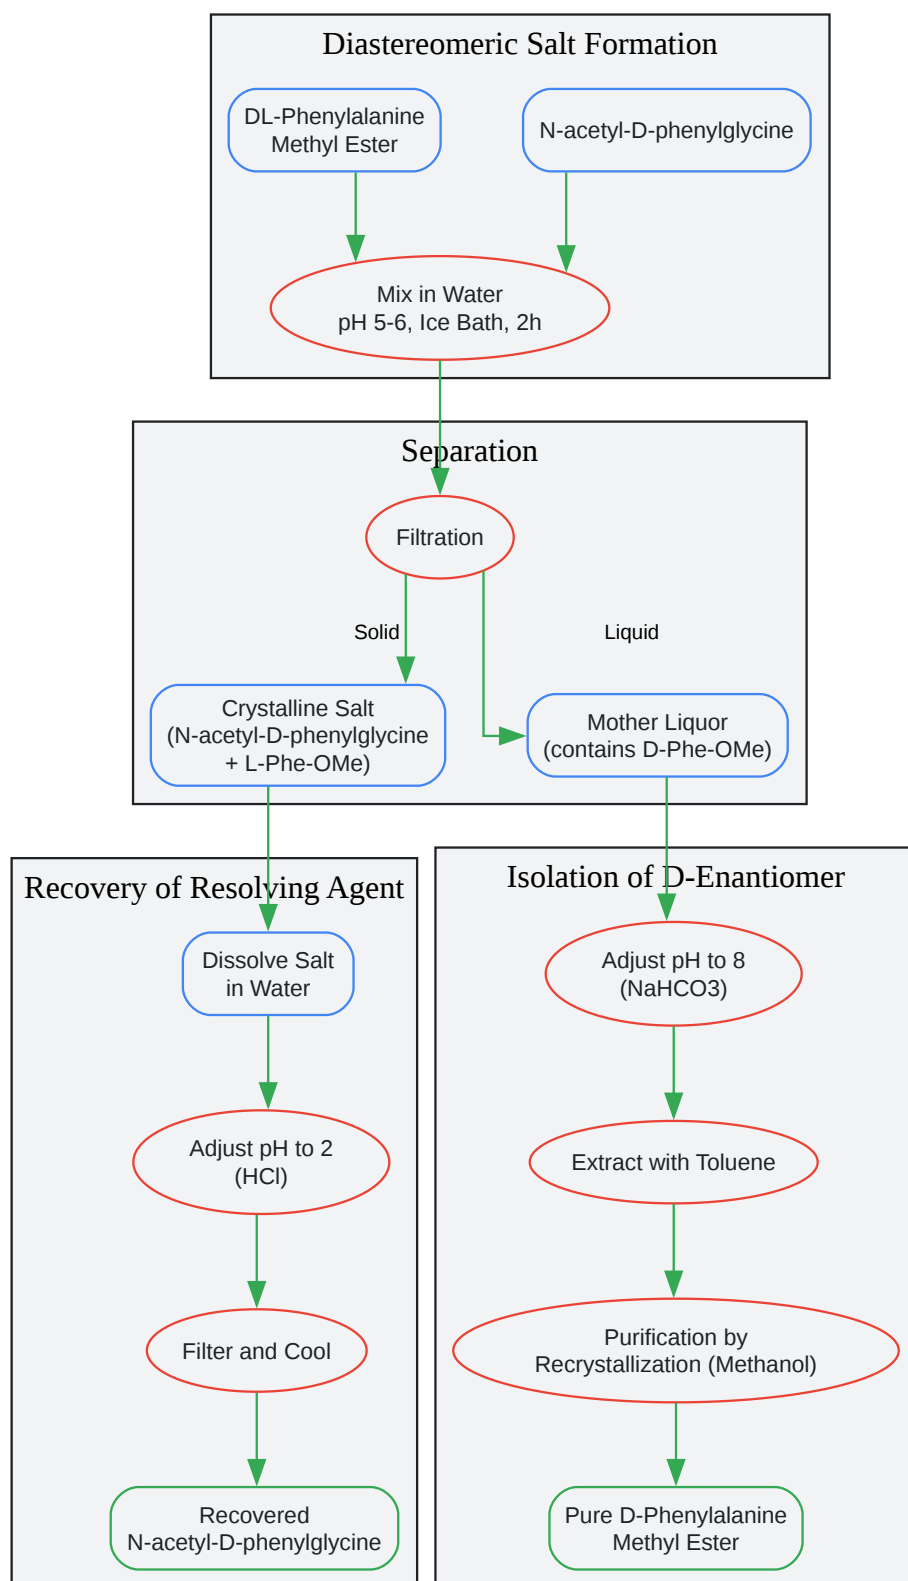 Diastereomeric Salt Formation
DL-Phenylalanine
Methyl Ester
N-acetyl-D-phenylglycine
Mix in Water
pH 5-6, Ice Bath, 2h
Separation
Filtration
Solid
Liquid
Crystalline Salt
(N-acetyl-D-phenylglycine
+ L-Phe-OMe)
Mother Liquor
(contains D-Phe-OMe)
Recovery of Resolving Agent
Dissolve Salt
in Water
Adjust pH to 2
(HCl)
Filter and Cool
Recovered
N-acetyl-D-phenylglycine
Isolation of D-Enantiomer
Adjust pH to 8
(NaHCO3)
Extract with Toluene
Purification by
Recrystallization (Methanol)
Pure D-Phenylalanine
Methyl Ester